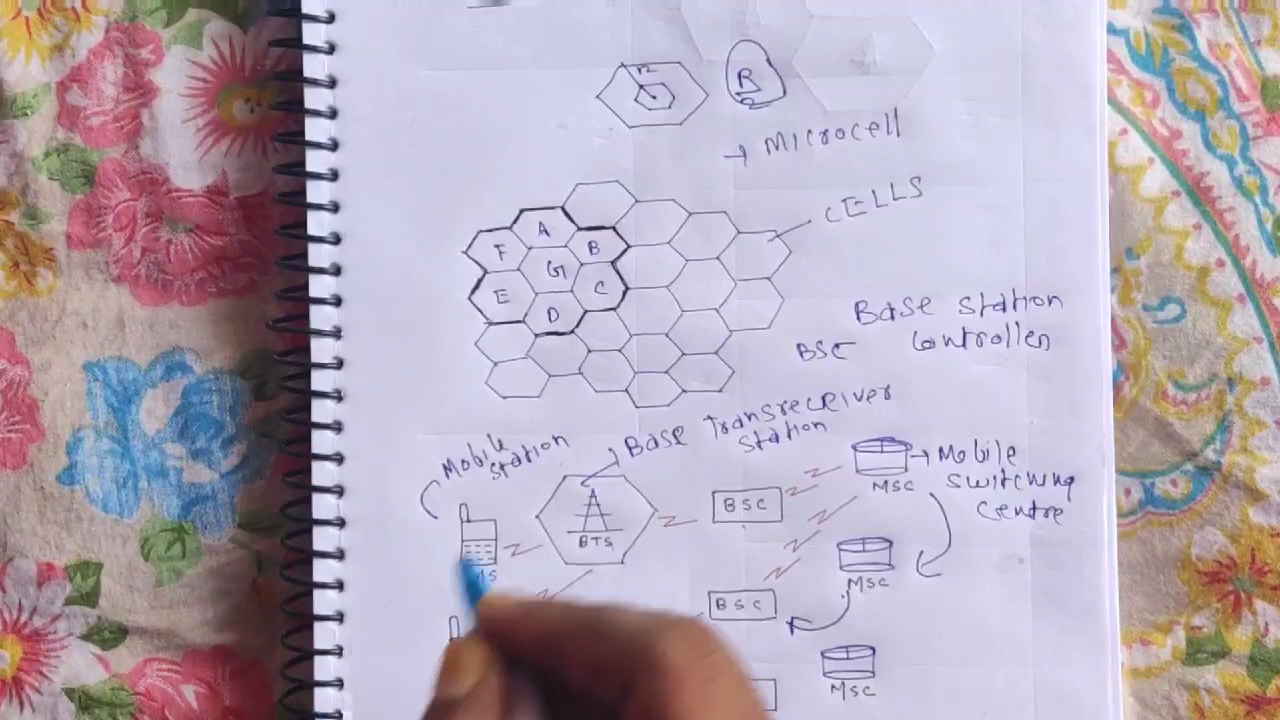 R
→ Microcell
CELLS
A
F
B
G
E
C
D
Base Station
BSC Controller
Base Transreceiver
Station
Mobile
Station
→ Mobile
Switching
Centre
MSC
BSC
BTS
MS
MSC
BSC
MSC